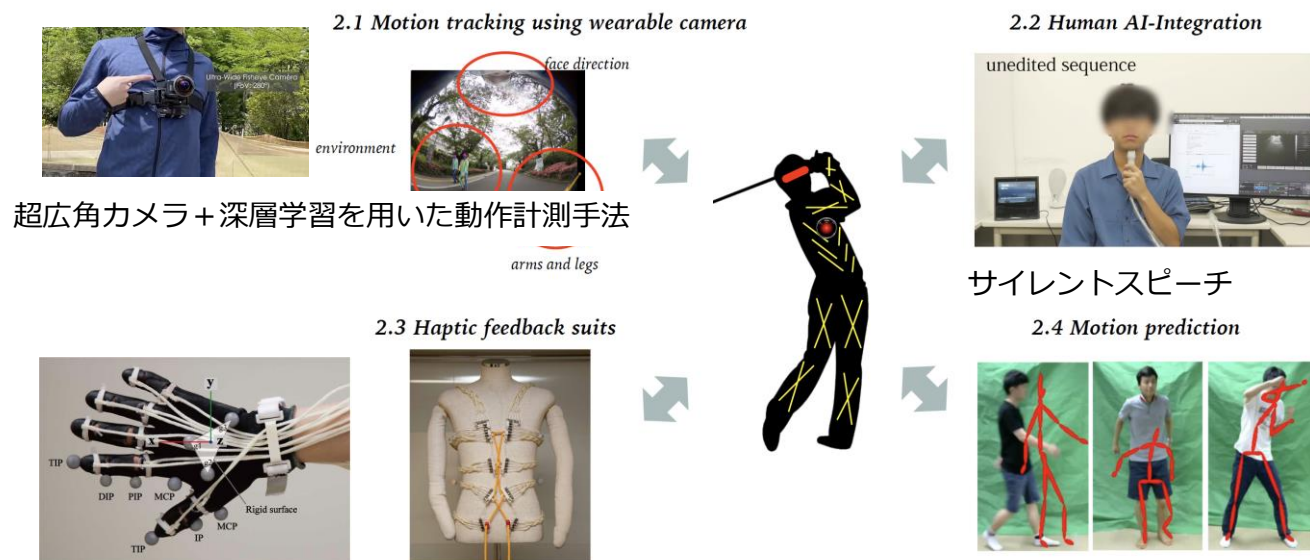 2.1 Motion tracking using wearable camera
2.2 Human AI-Integration
Ultra-Wide Fisheye Camera
(FoV: 280°)
face direction
environment
unedited sequence
超広角カメラ+深層学習を用いた動作計測手法
arms and legs
サイレントスピーチ
2.3 Haptic feedback suits
2.4 Motion prediction
y
x
z
TIP
DIP
PIP
MCP
Rigid surface
MCP
IP
TIP